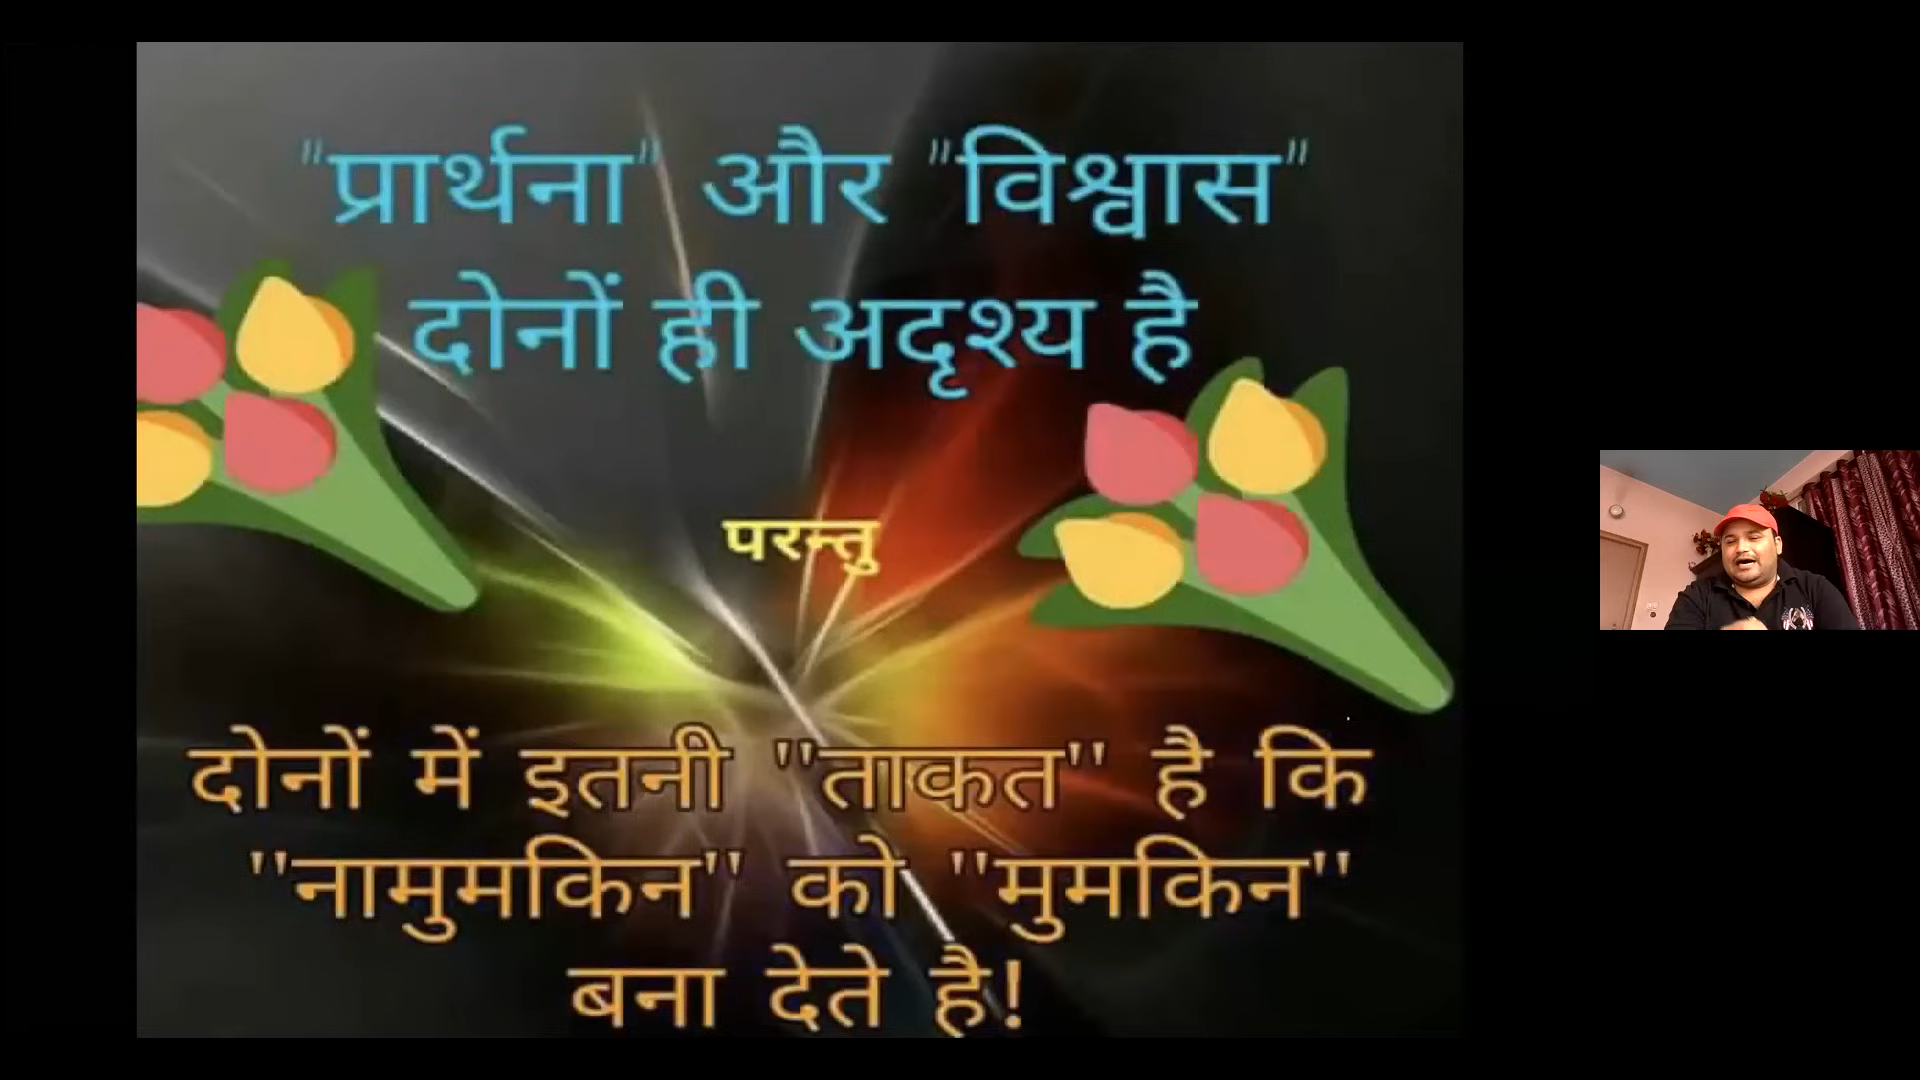 "प्रार्थना" और "विश्वास"
दोनों ही अदृश्य है
परन्तु
दोनों में इतनी ''ताकत'' है कि
''नामुमकिन'' को ''मुमकिन''
बना देते है!